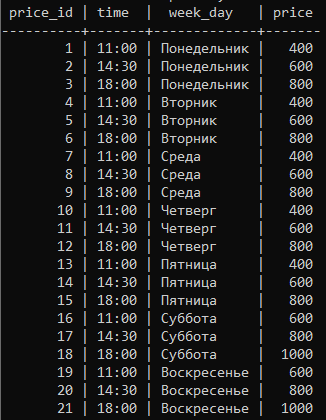 price_id | time | week_day | price
----------+-------+-------------+-------
1 | 11:00 | Понедельник | 400
2 | 14:30 | Понедельник | 600
3 | 18:00 | Понедельник | 800
4 | 11:00 | Вторник | 400
5 | 14:30 | Вторник | 600
6 | 18:00 | Вторник | 800
7 | 11:00 | Среда | 400
8 | 14:30 | Среда | 600
9 | 18:00 | Среда | 800
10 | 11:00 | Четверг | 400
11 | 14:30 | Четверг | 600
12 | 18:00 | Четверг | 800
13 | 11:00 | Пятница | 400
14 | 14:30 | Пятница | 600
15 | 18:00 | Пятница | 800
16 | 11:00 | Суббота | 600
17 | 14:30 | Суббота | 800
18 | 18:00 | Суббота | 1000
19 | 11:00 | Воскресенье | 600
20 | 14:30 | Воскресенье | 800
21 | 18:00 | Воскресенье | 1000